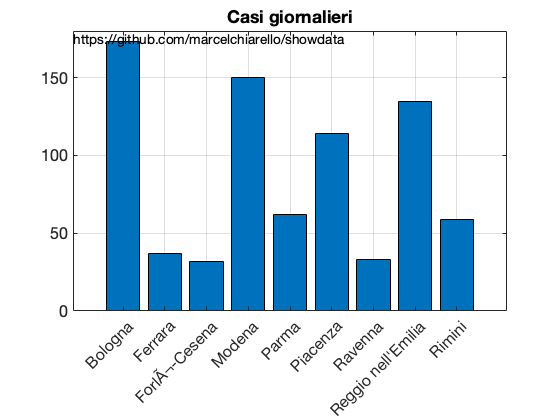 Casi giornalieri
https://github.com/marcelchiarello/showdata
150
100
50
0
Bologna
Ferrara
ForlÃ¬-Cesena
Modena
Parma
Piacenza
Ravenna
Reggio nell'Emilia
Rimini